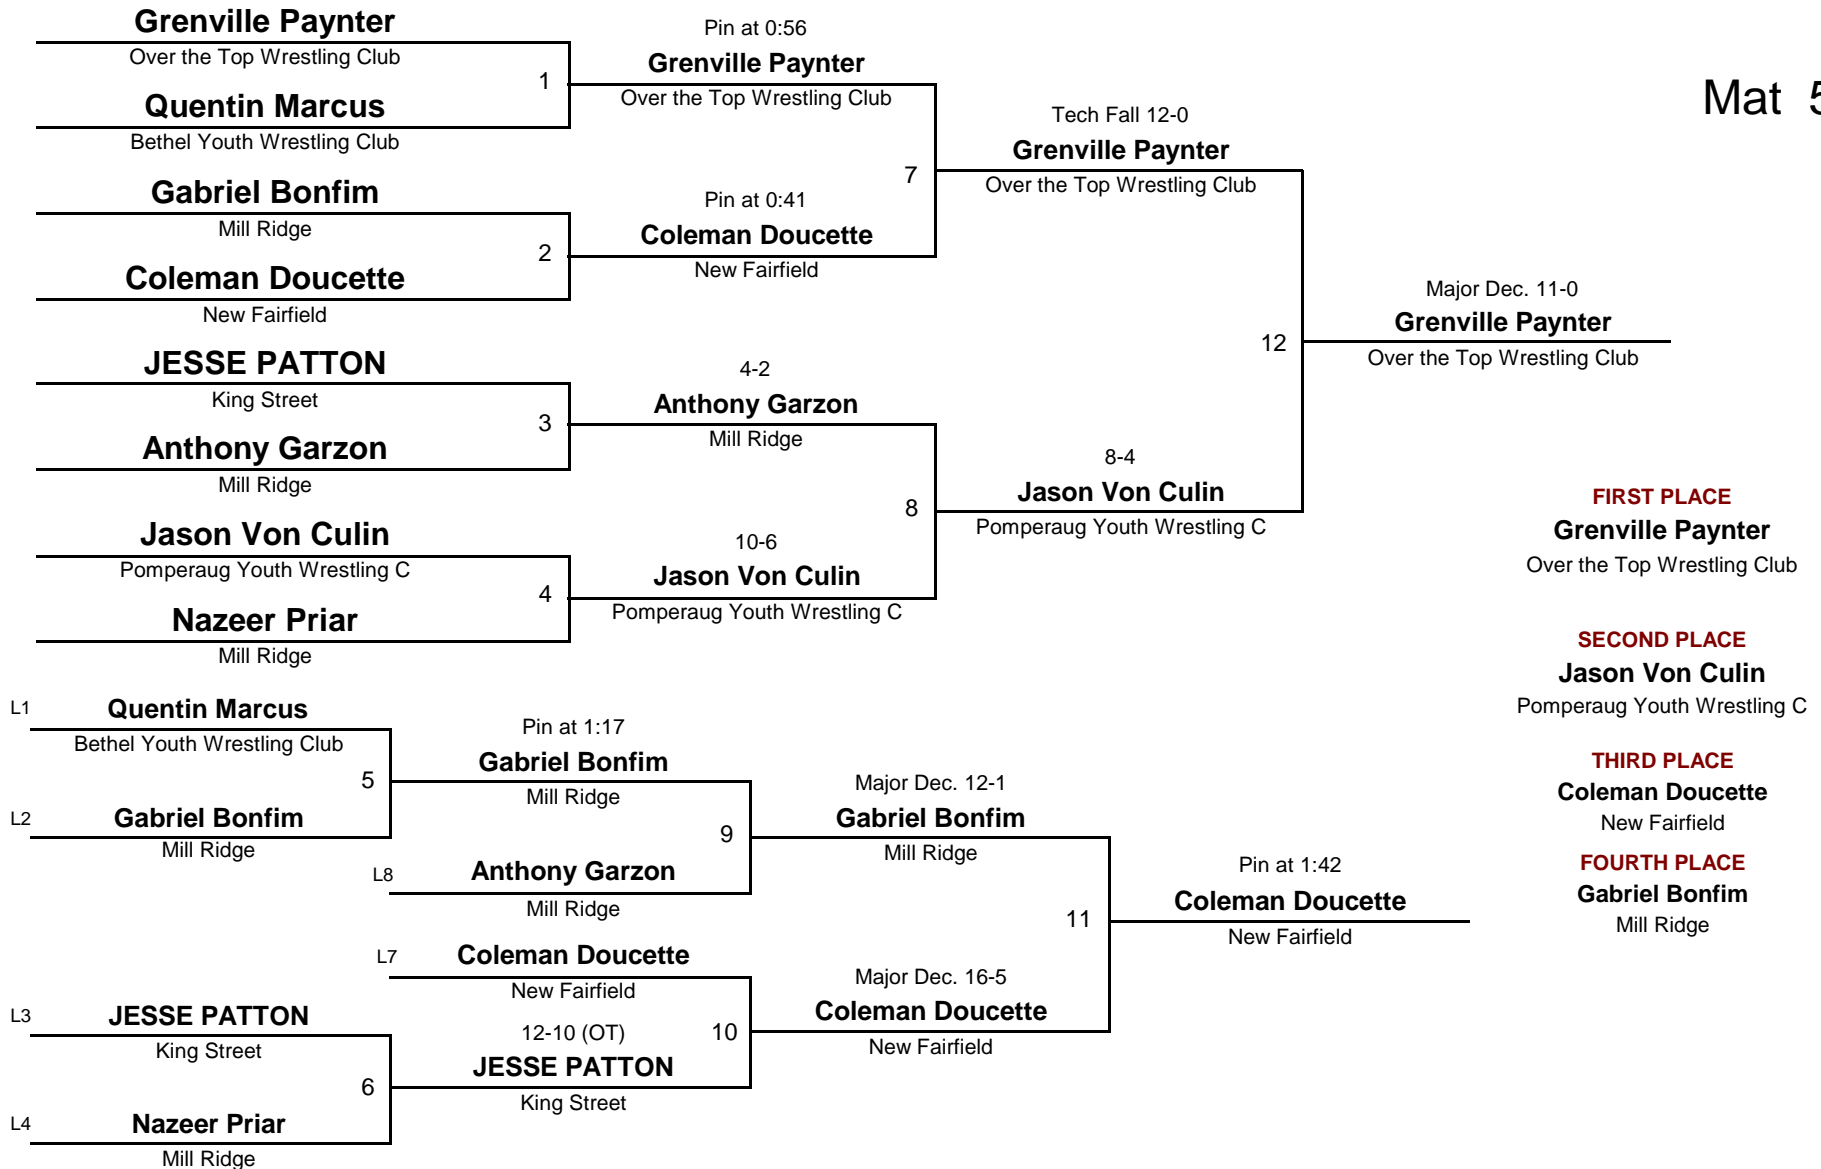 Grenville Paynter
Over the Top Wrestling Club
1
Quentin Marcus
Bethel Youth Wrestling Club
Gabriel Bonfim
Mill Ridge
2
Coleman Doucette
New Fairfield
JESSE PATTON
King Street
3
Anthony Garzon
Mill Ridge
Jason Von Culin
Pomperaug Youth Wrestling C
4
Nazeer Priar
Mill Ridge
Pin at 0:56
Grenville Paynter
Over the Top Wrestling Club
7
Pin at 0:41
Coleman Doucette
New Fairfield
4-2
Anthony Garzon
Mill Ridge
8
10-6
Jason Von Culin
Pomperaug Youth Wrestling C
Tech Fall 12-0
Grenville Paynter
Over the Top Wrestling Club
12
8-4
Jason Von Culin
Pomperaug Youth Wrestling C
Major Dec. 11-0
Grenville Paynter
Over the Top Wrestling Club
Mat 5
FIRST PLACE
Grenville Paynter
Over the Top Wrestling Club
SECOND PLACE
Jason Von Culin
Pomperaug Youth Wrestling C
THIRD PLACE
Coleman Doucette
New Fairfield
FOURTH PLACE
Gabriel Bonfim
Mill Ridge
L1 Quentin Marcus
Bethel Youth Wrestling Club
5
L2 Gabriel Bonfim
Mill Ridge
L3 JESSE PATTON
King Street
6
L4 Nazeer Priar
Mill Ridge
Pin at 1:17
Gabriel Bonfim
Mill Ridge
9
L8 Anthony Garzon
Mill Ridge
L7 Coleman Doucette
New Fairfield
10
12-10 (OT)
JESSE PATTON
King Street
Major Dec. 12-1
Gabriel Bonfim
Mill Ridge
11
Major Dec. 16-5
Coleman Doucette
New Fairfield
Pin at 1:42
Coleman Doucette
New Fairfield